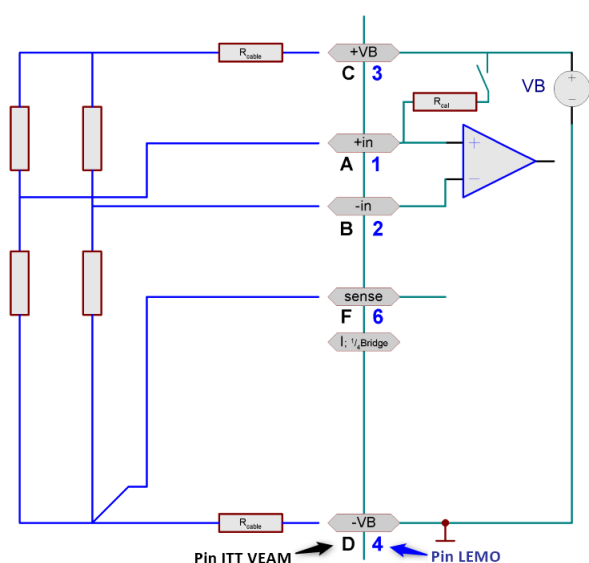 Rcable
+VB
C 3
VB
+
−
Rcal
+in
A 1
+
−
-in
B 2
sense
F 6
I; ¼Bridge
Rcable
-VB
D 4
Pin ITT VEAM
Pin LEMO